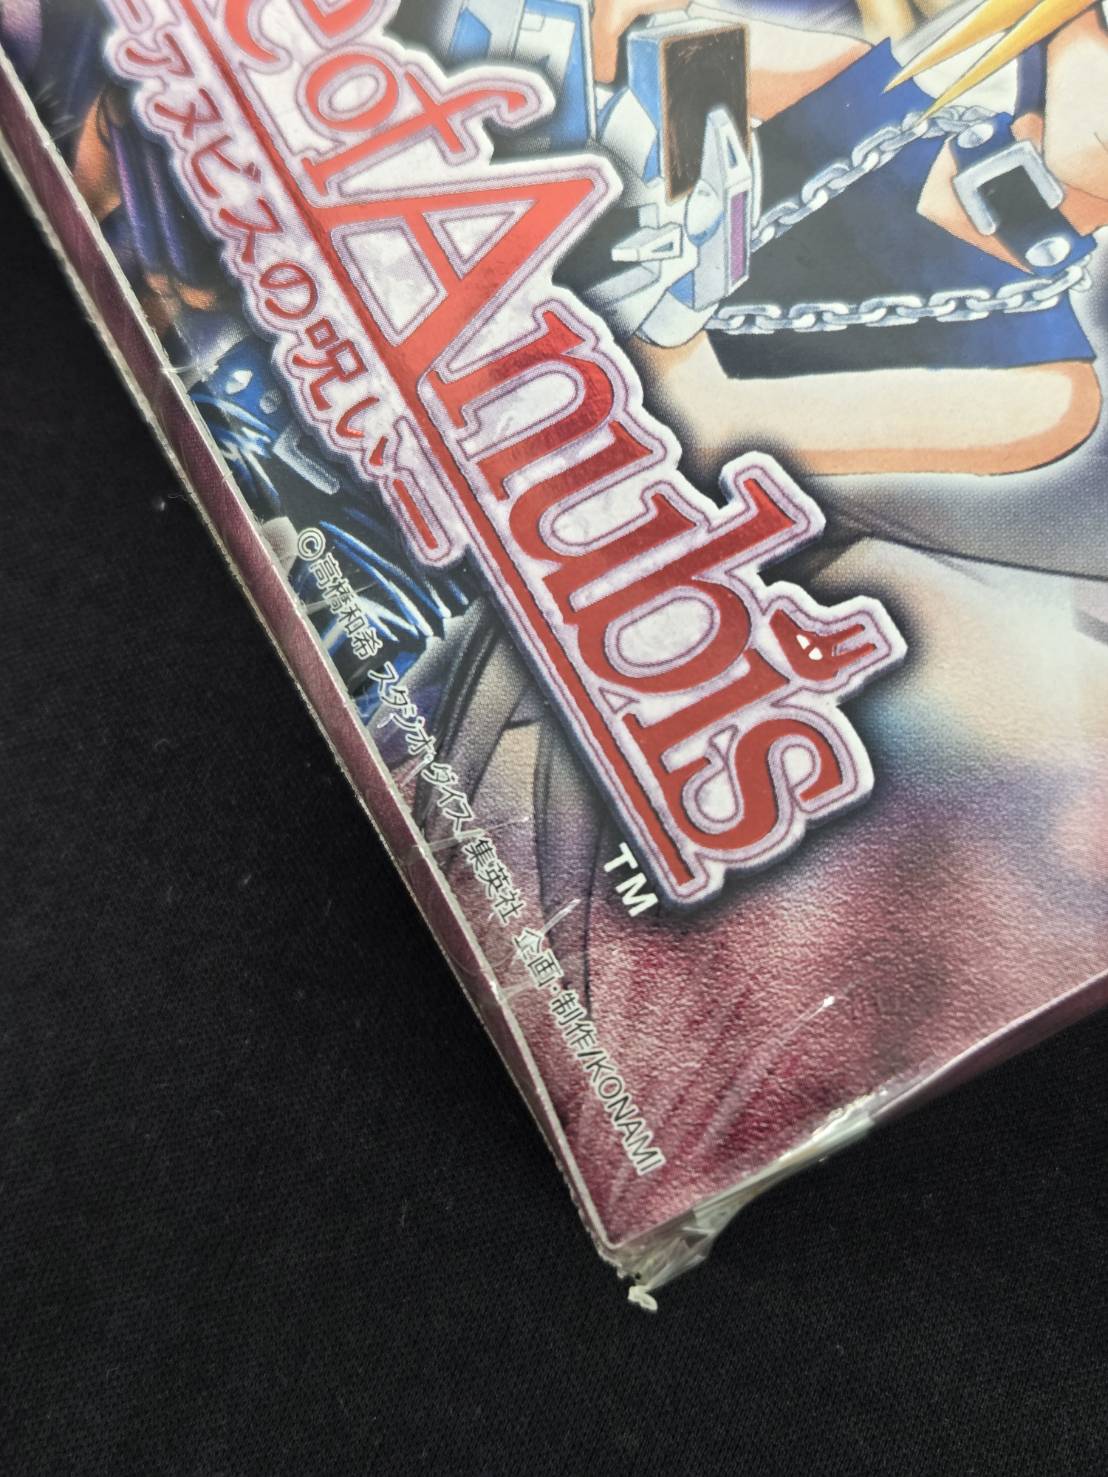 of Anubis
－アヌビスの呪い－
TM
©高橋和希 スタジオ・ダイス/集英社 企画・制作/KONAMI